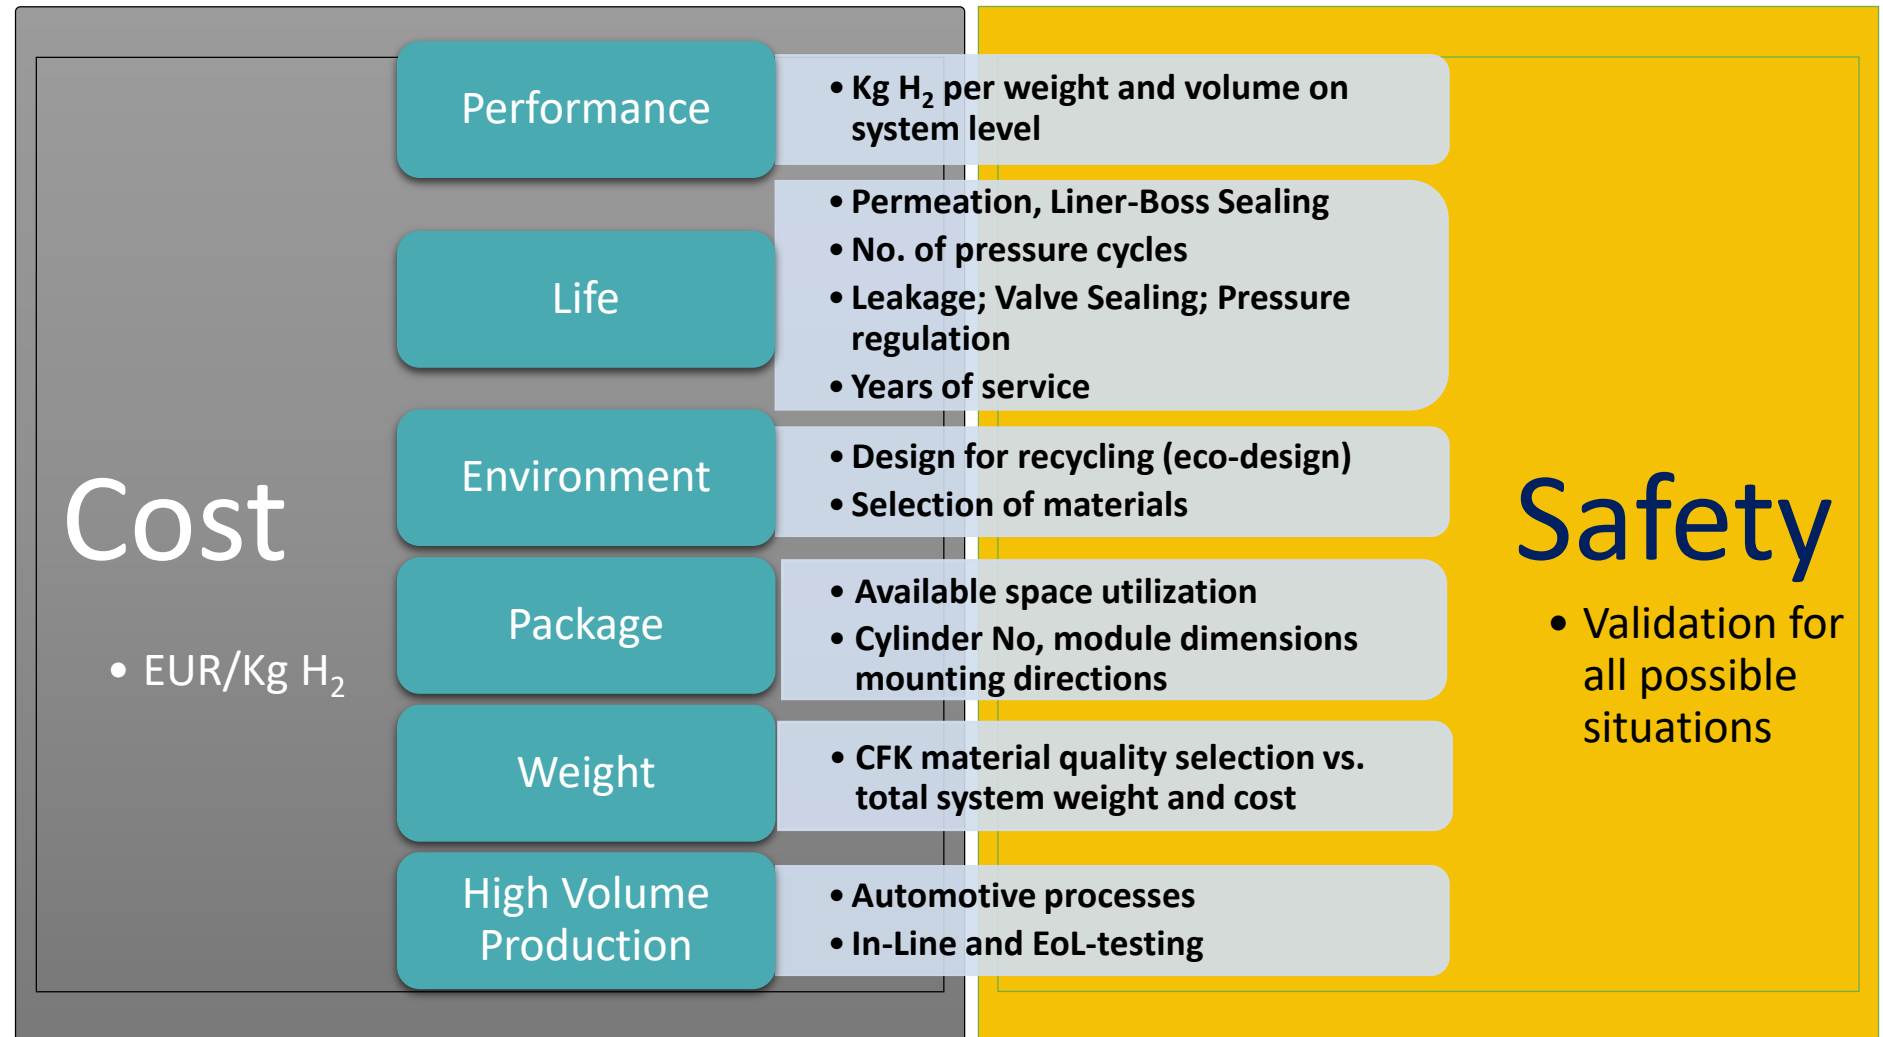 Cost
• EUR/Kg H₂
Performance
• Kg H₂ per weight and volume on
system level
Life
• Permeation, Liner-Boss Sealing
• No. of pressure cycles
• Leakage; Valve Sealing; Pressure
regulation
• Years of service
Environment
• Design for recycling (eco-design)
• Selection of materials
Package
• Available space utilization
• Cylinder No, module dimensions
mounting directions
Weight
• CFK material quality selection vs.
total system weight and cost
High Volume
Production
• Automotive processes
• In-Line and EoL-testing
Safety
• Validation for
all possible
situations